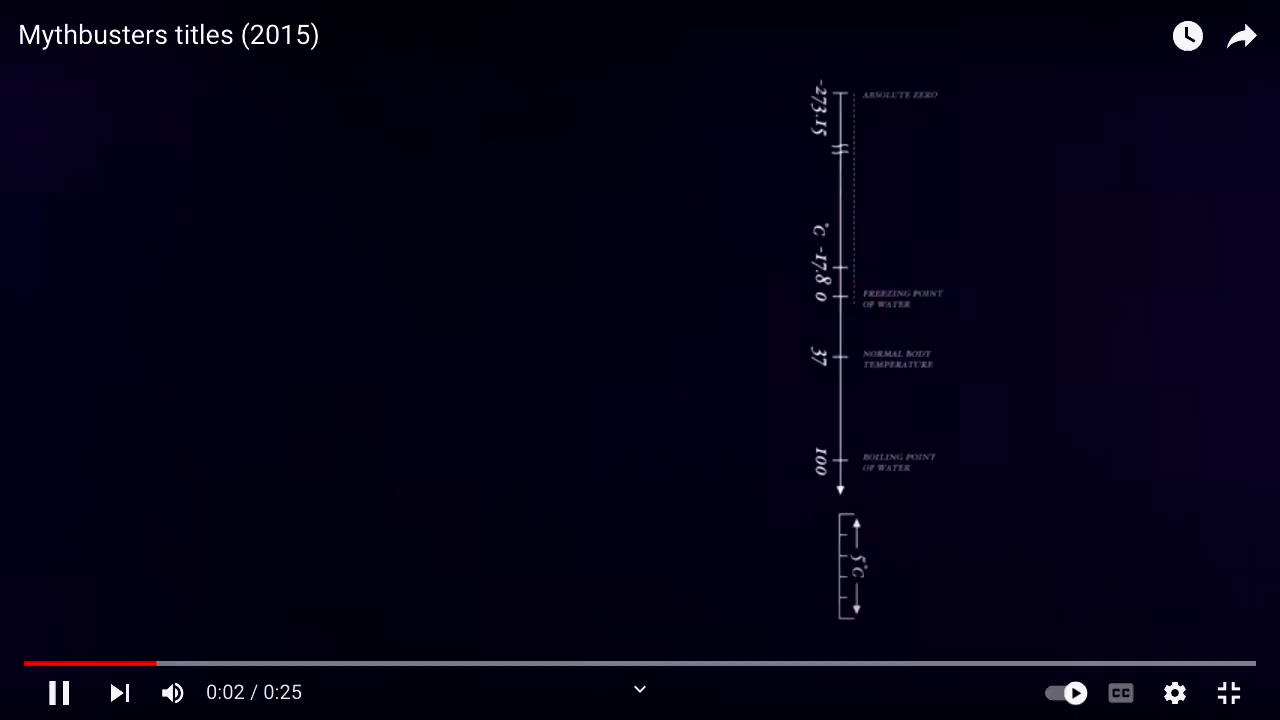 Mythbusters titles (2015)
-273.15
ABSOLUTE ZERO
°C
-17.8
0
FREEZING POINT
OF WATER
37
NORMAL BODY
TEMPERATURE
100
BOILING POINT
OF WATER
5°C
0:02 / 0:25
CC